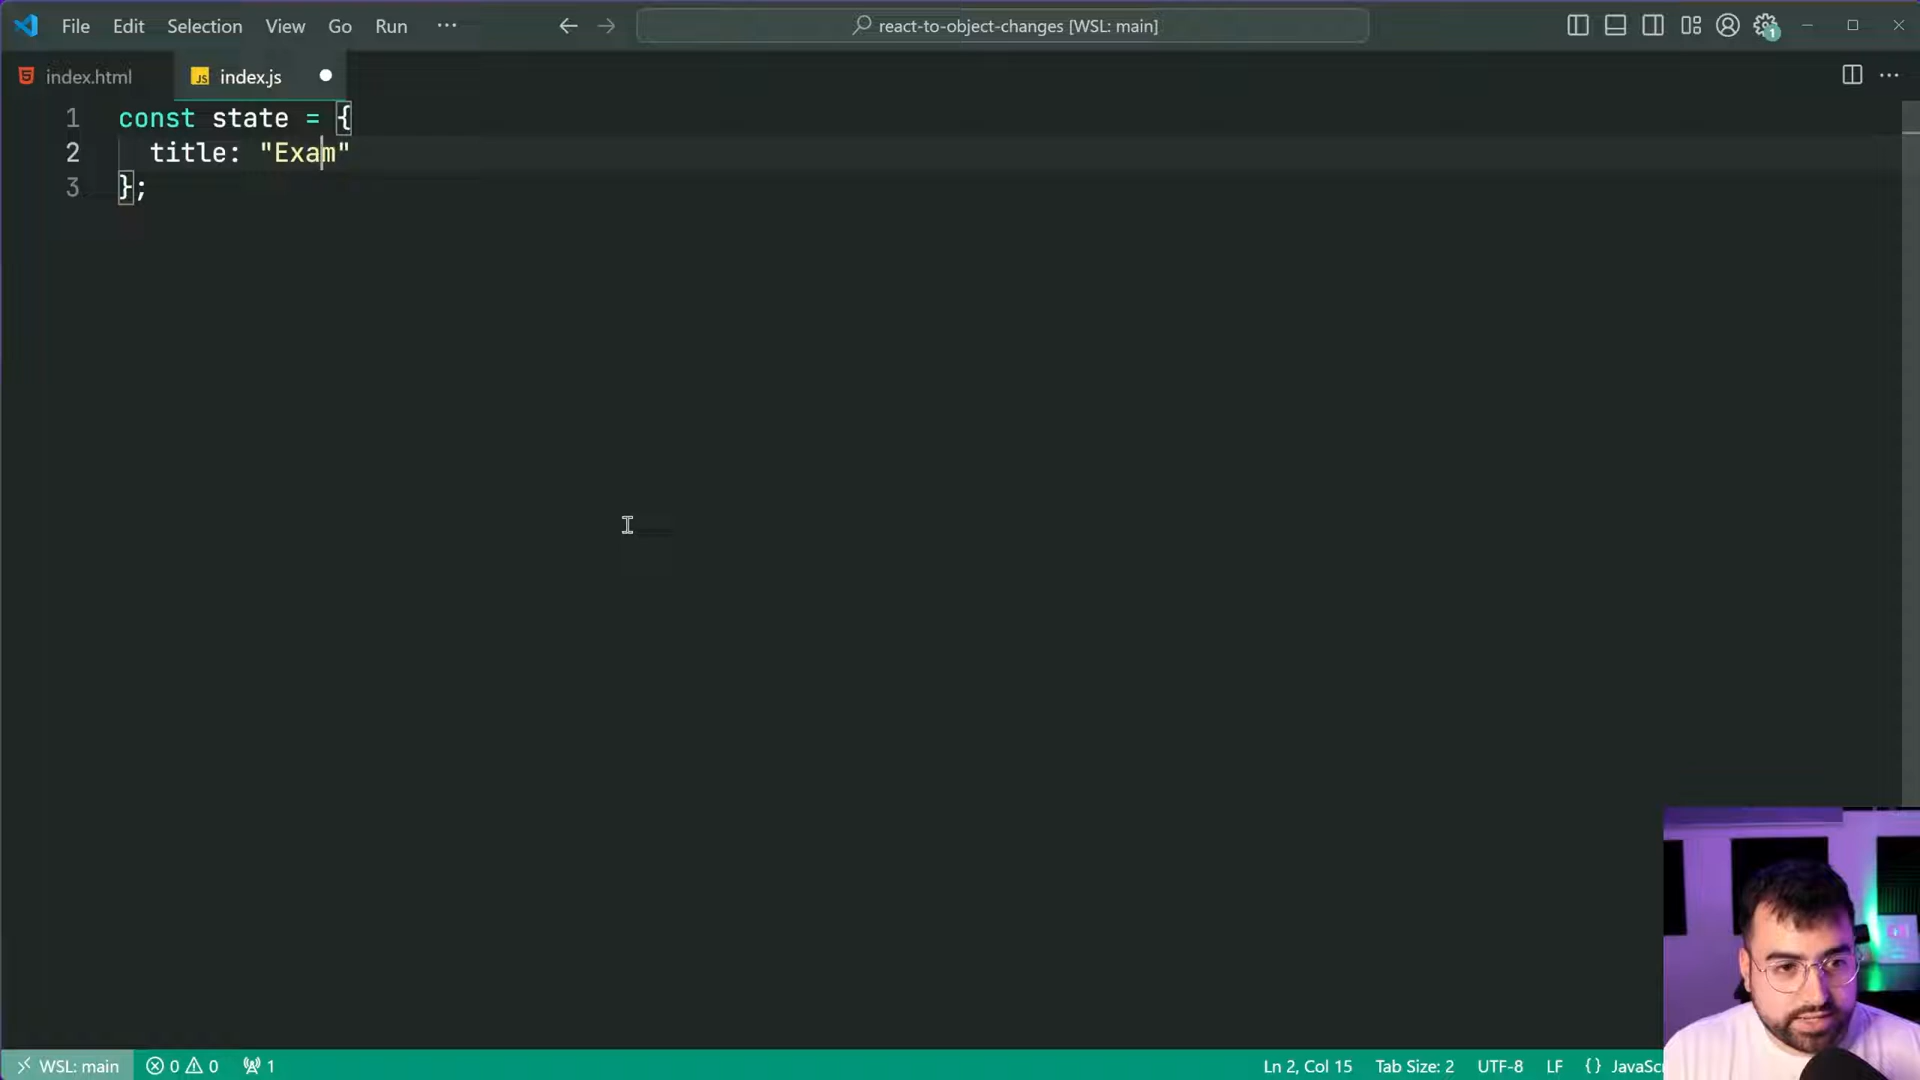 File Edit Selection View Go Run ··· ← → react-to-object-changes [WSL: main] 1
index.html JS index.js ● ···
1 const state = {
2 title: "Exam"
3 };
WSL: main 0 0 1 Ln 2, Col 15 Tab Size: 2 UTF-8 LF {} JavaSc